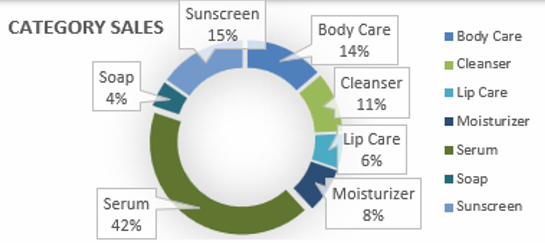 CATEGORY SALES
Sunscreen
15%
Body Care
14%
Cleanser
11%
Lip Care
6%
Moisturizer
8%
Serum
42%
Soap
4%
Body Care
Cleanser
Lip Care
Moisturizer
Serum
Soap
Sunscreen